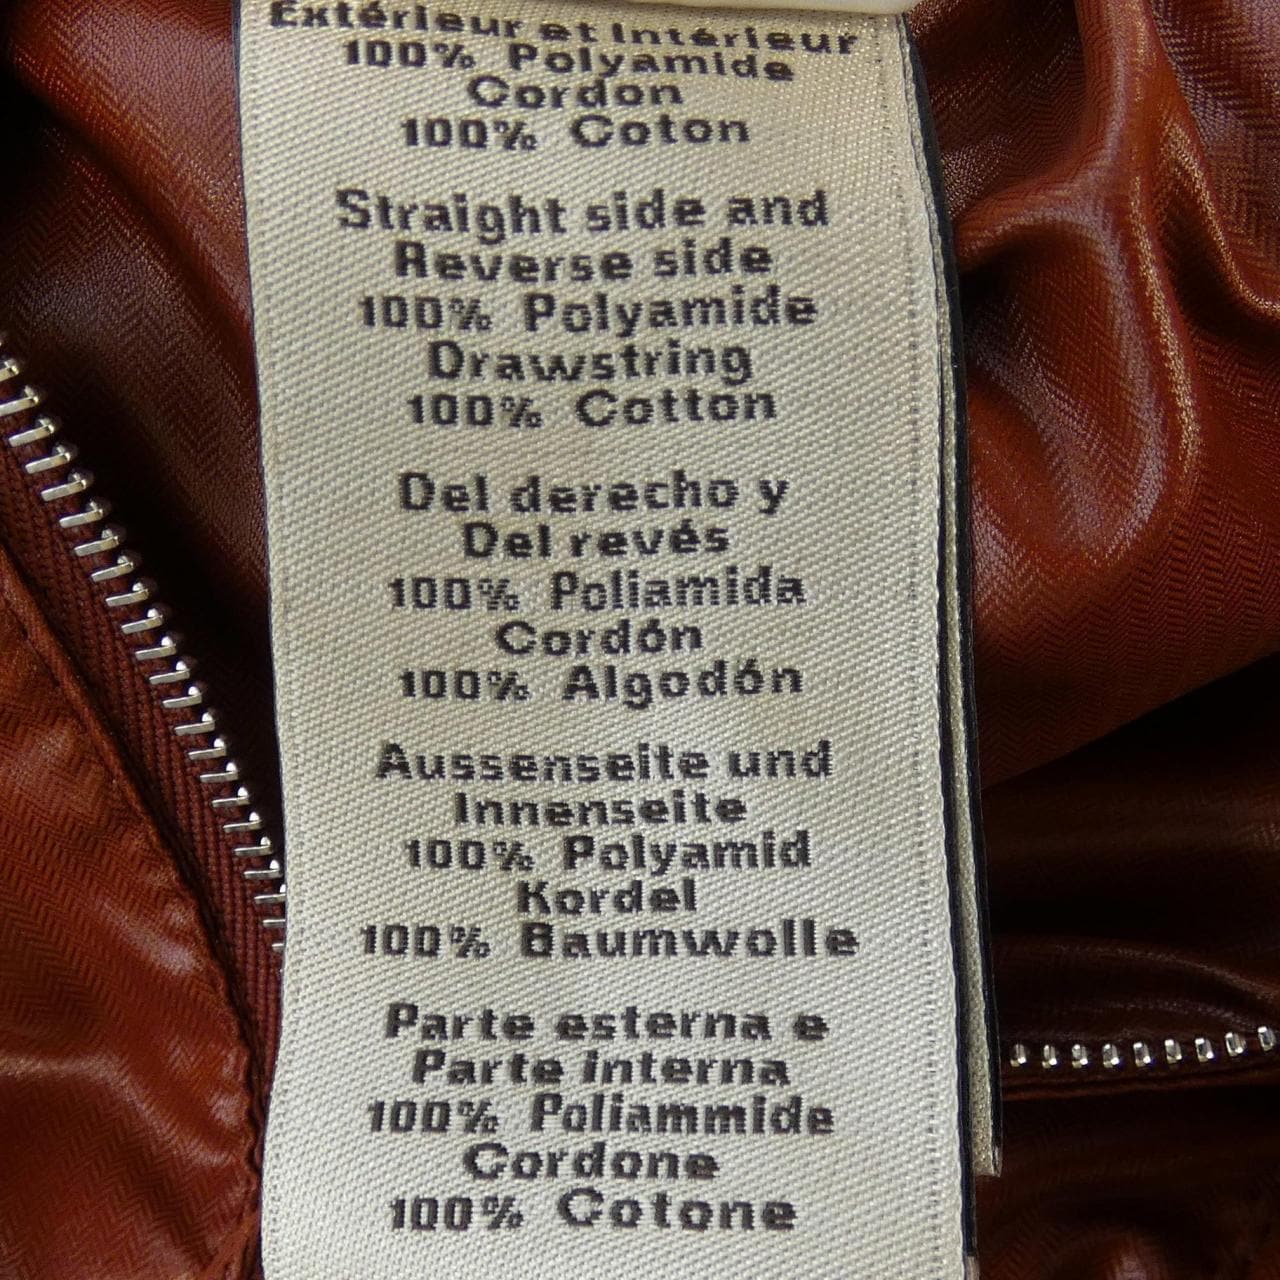 Extérieur et Intérieur
100% Polyamide
Cordon
100% Coton
Straight side and
Reverse side
100% Polyamide
Drawstring
100% Cotton
Del derecho y
Del revés
100% Poliamida
Cordón
100% Algodón
Aussenseite und
Innenseite
100% Polyamid
Kordel
100% Baumwolle
Parte esterna e
Parte interna
100% Poliammide
Cordone
100% Cotone